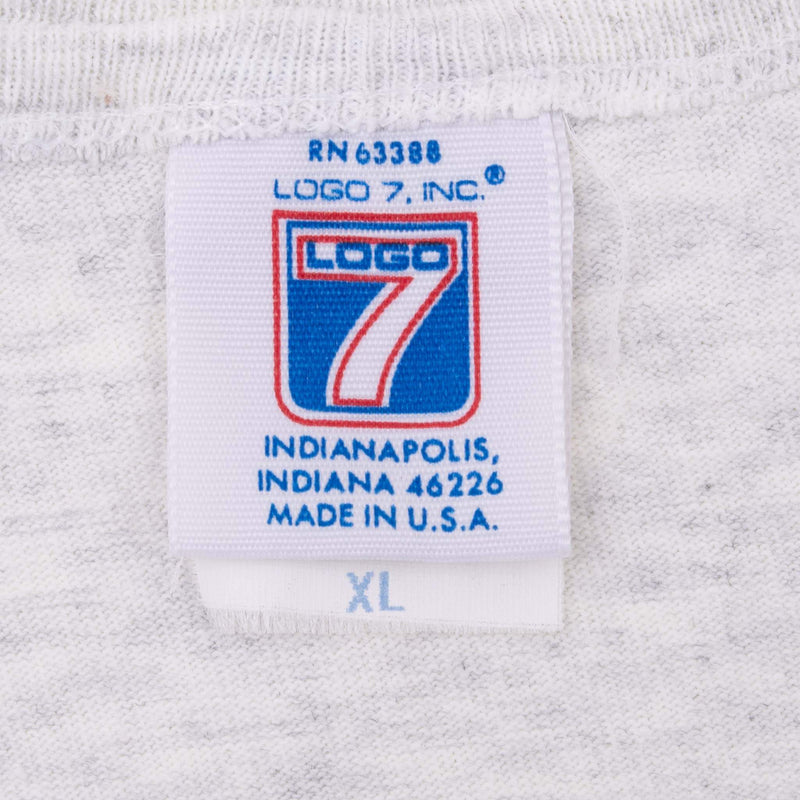 RN 63388
LOGO 7, INC.®
LOGO
7
INDIANAPOLIS,
INDIANA 46226
MADE IN U.S.A.
XL